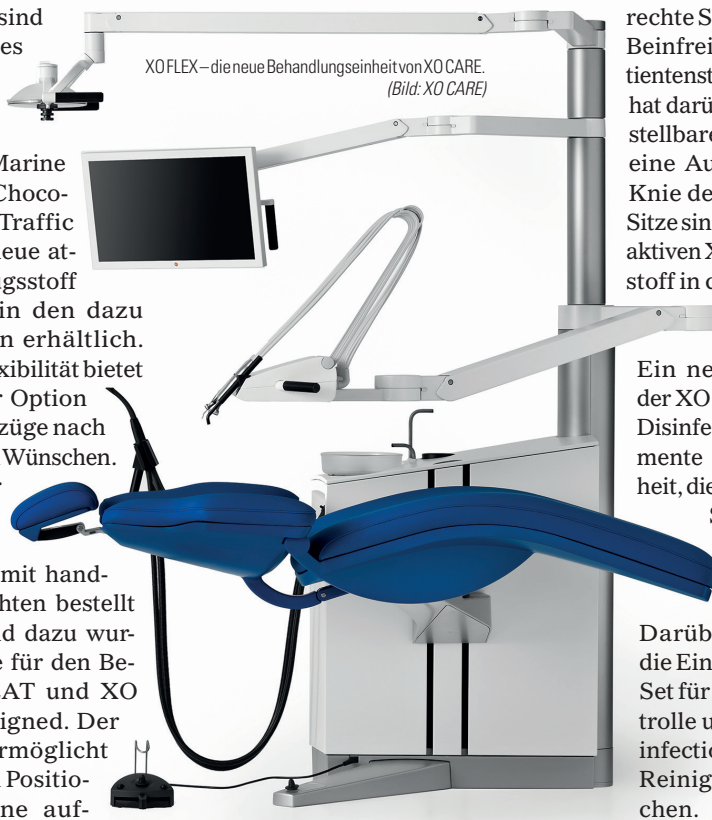 sind
es
XO FLEX – die neue Behandlungseinheit von XO CARE.
(Bild: XO CARE)
Marine
Choco-
Traffic
neue at-
gsstoff
in den dazu
n erhältlich.
xibilität bietet
r Option
züge nach
Wünschen.
mit hand-
chten bestellt
d dazu wur-
e für den Be-
EAT und XO
igned. Der
rmöglicht
Positio-
ne auf-
rechte S
Beinfrei
tientenst
hat darü
stellbare
eine Au
Knie de
Sitze sin
aktiven X
stoff in d
Ein ne
der XO
Disinfe
mente
heit, die
S
Darüb
die Ein
Set für
trolle u
infectio
Reinig
chen.